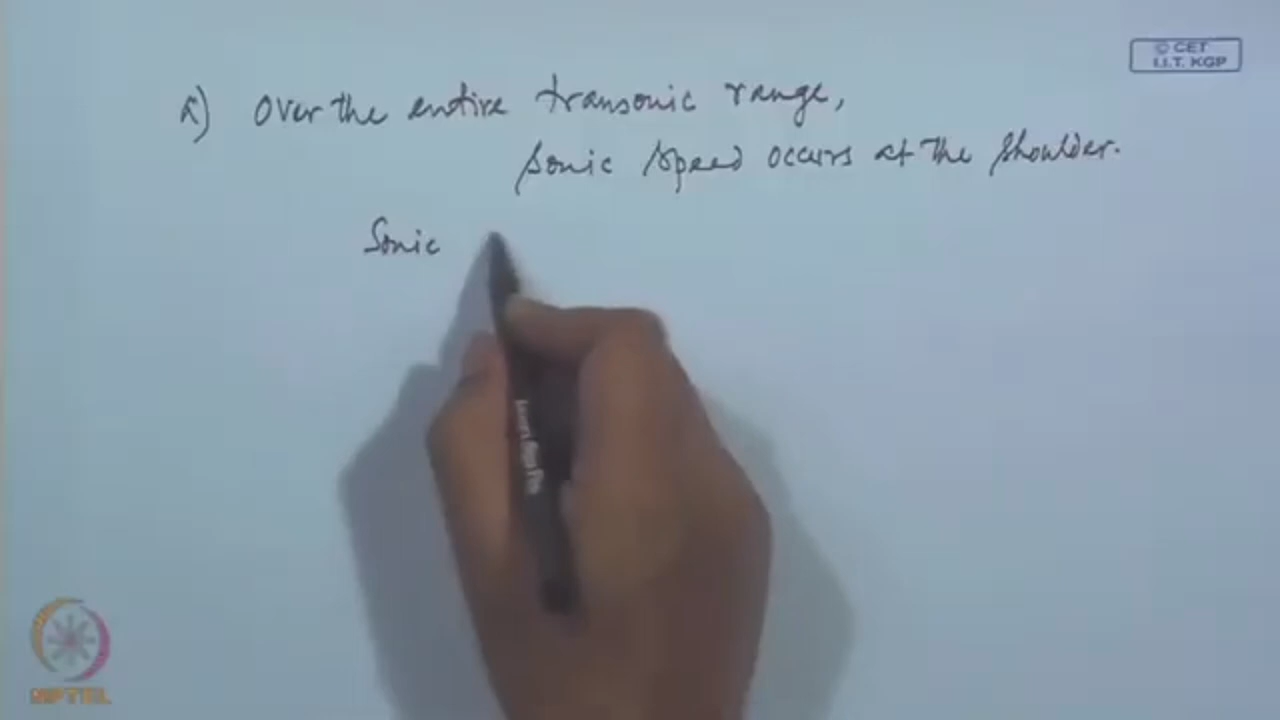 a) Over the entire transonic range,
sonic speed occurs at the shoulder.
Sonic
© CET
I.I.T. KGP
NPTEL